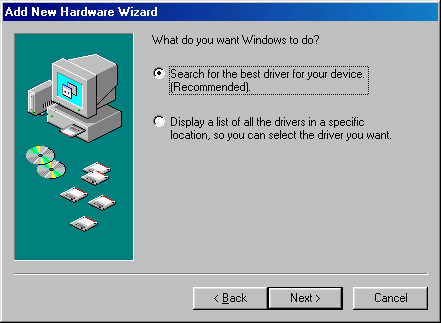 Add New Hardware Wizard
What do you want Windows to do?
Search for the best driver for your device.
(Recommended).
Display a list of all the drivers in a specific
location, so you can select the driver you want.
< Back
Next >
Cancel